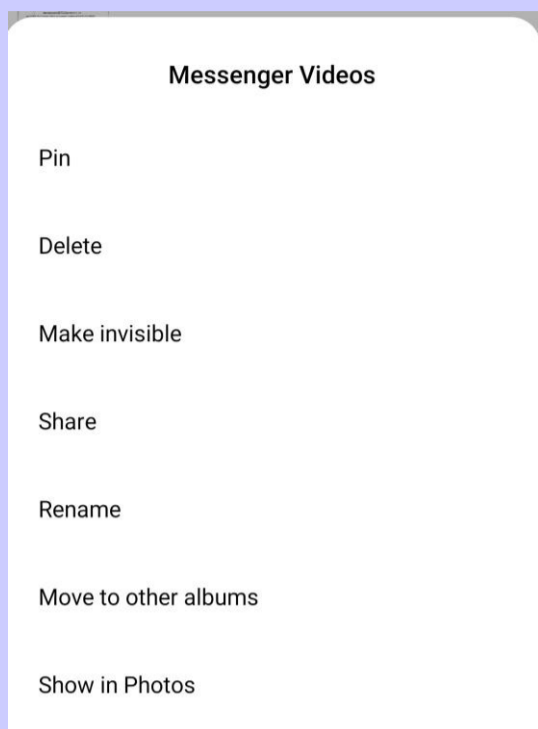 Messenger Videos
Pin
Delete
Make invisible
Share
Rename
Move to other albums
Show in Photos